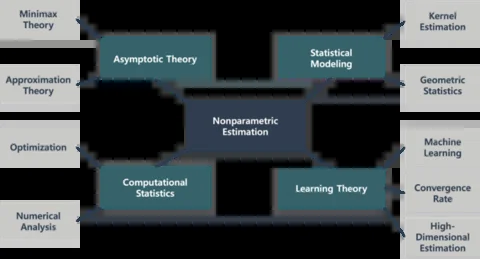 Minimax
Theory
Approximation
Theory
Optimization
Numerical
Analysis
Asymptotic Theory
Computational
Statistics
Nonparametric
Estimation
Statistical
Modeling
Learning Theory
Kernel
Estimation
Geometric
Statistics
Machine
Learning
Convergence
Rate
High-
Dimensional
Estimation